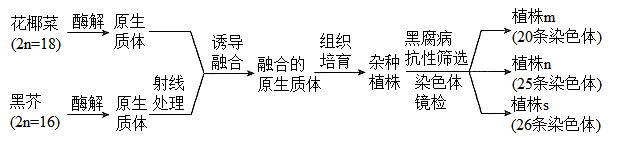 花椰菜
(2n=18)
酶解
原生
质体
黑芥
(2n=16)
酶解
原生
质体
射线
处理
诱导
融合
融合的
原生质体
组织
培育
杂种
植株
黑腐病
抗性筛选
染色体
镜检
植株m
(20条染色体)
植株n
(25条染色体)
植株s
(26条染色体)